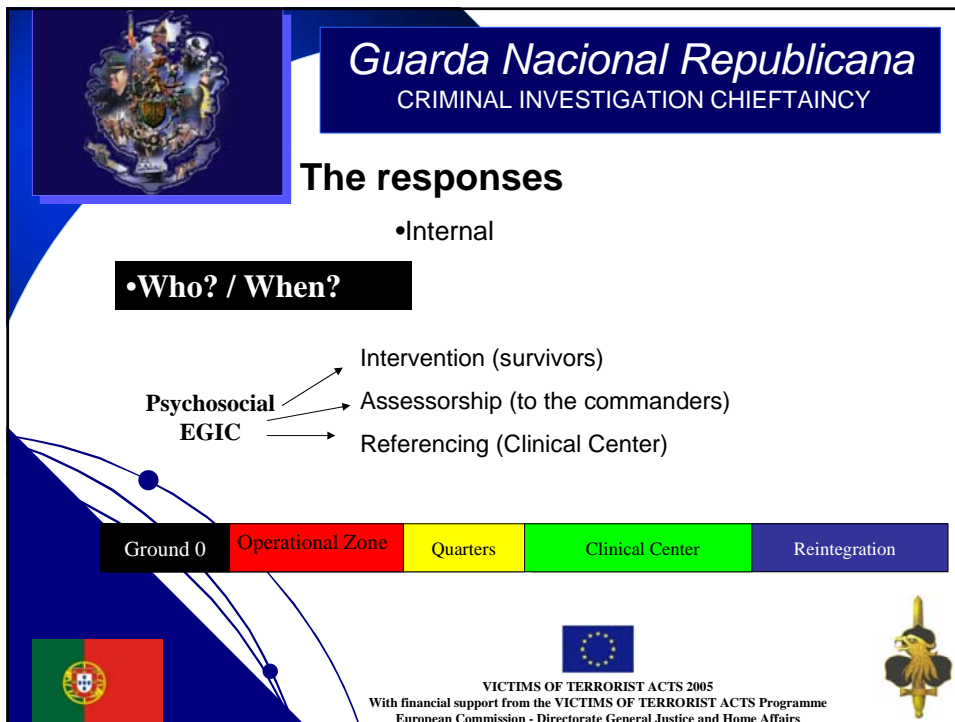 Guarda Nacional Republicana
CRIMINAL INVESTIGATION CHIEFTAINCY
The responses
•Internal
•Who? / When?
Intervention (survivors)
Psychosocial
EGIC
Assessorship (to the commanders)
Referencing (Clinical Center)
Ground 0 Operational Zone Quarters Clinical Center Reintegration
VICTIMS OF TERRORIST ACTS 2005
With financial support from the VICTIMS OF TERRORIST ACTS Programme
European Commission - Directorate General Justice and Home Affairs